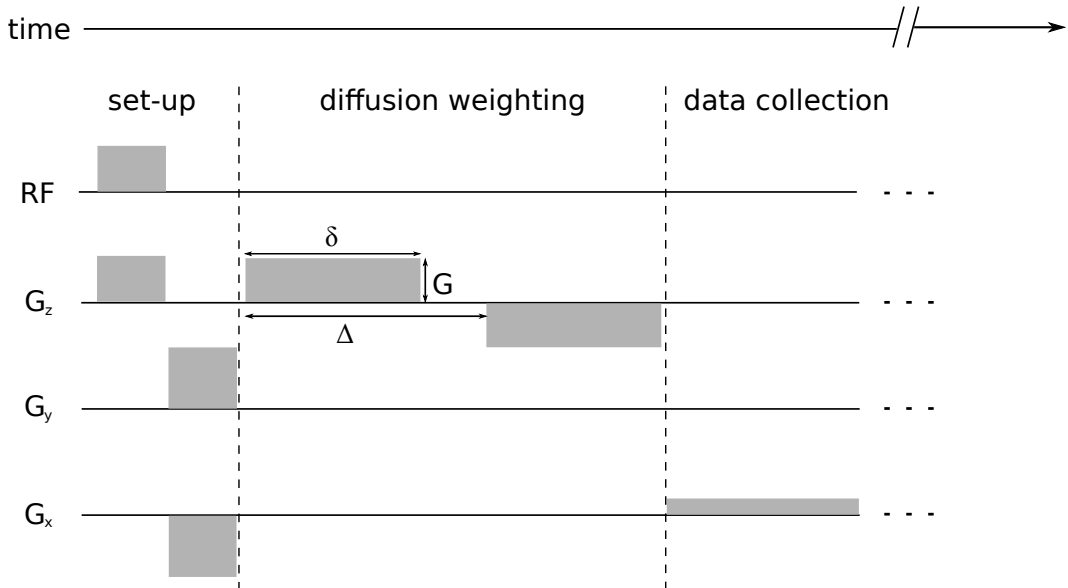 time
set-up diffusion weighting data collection
RF
δ
G
Gz
Δ
Gy
Gx